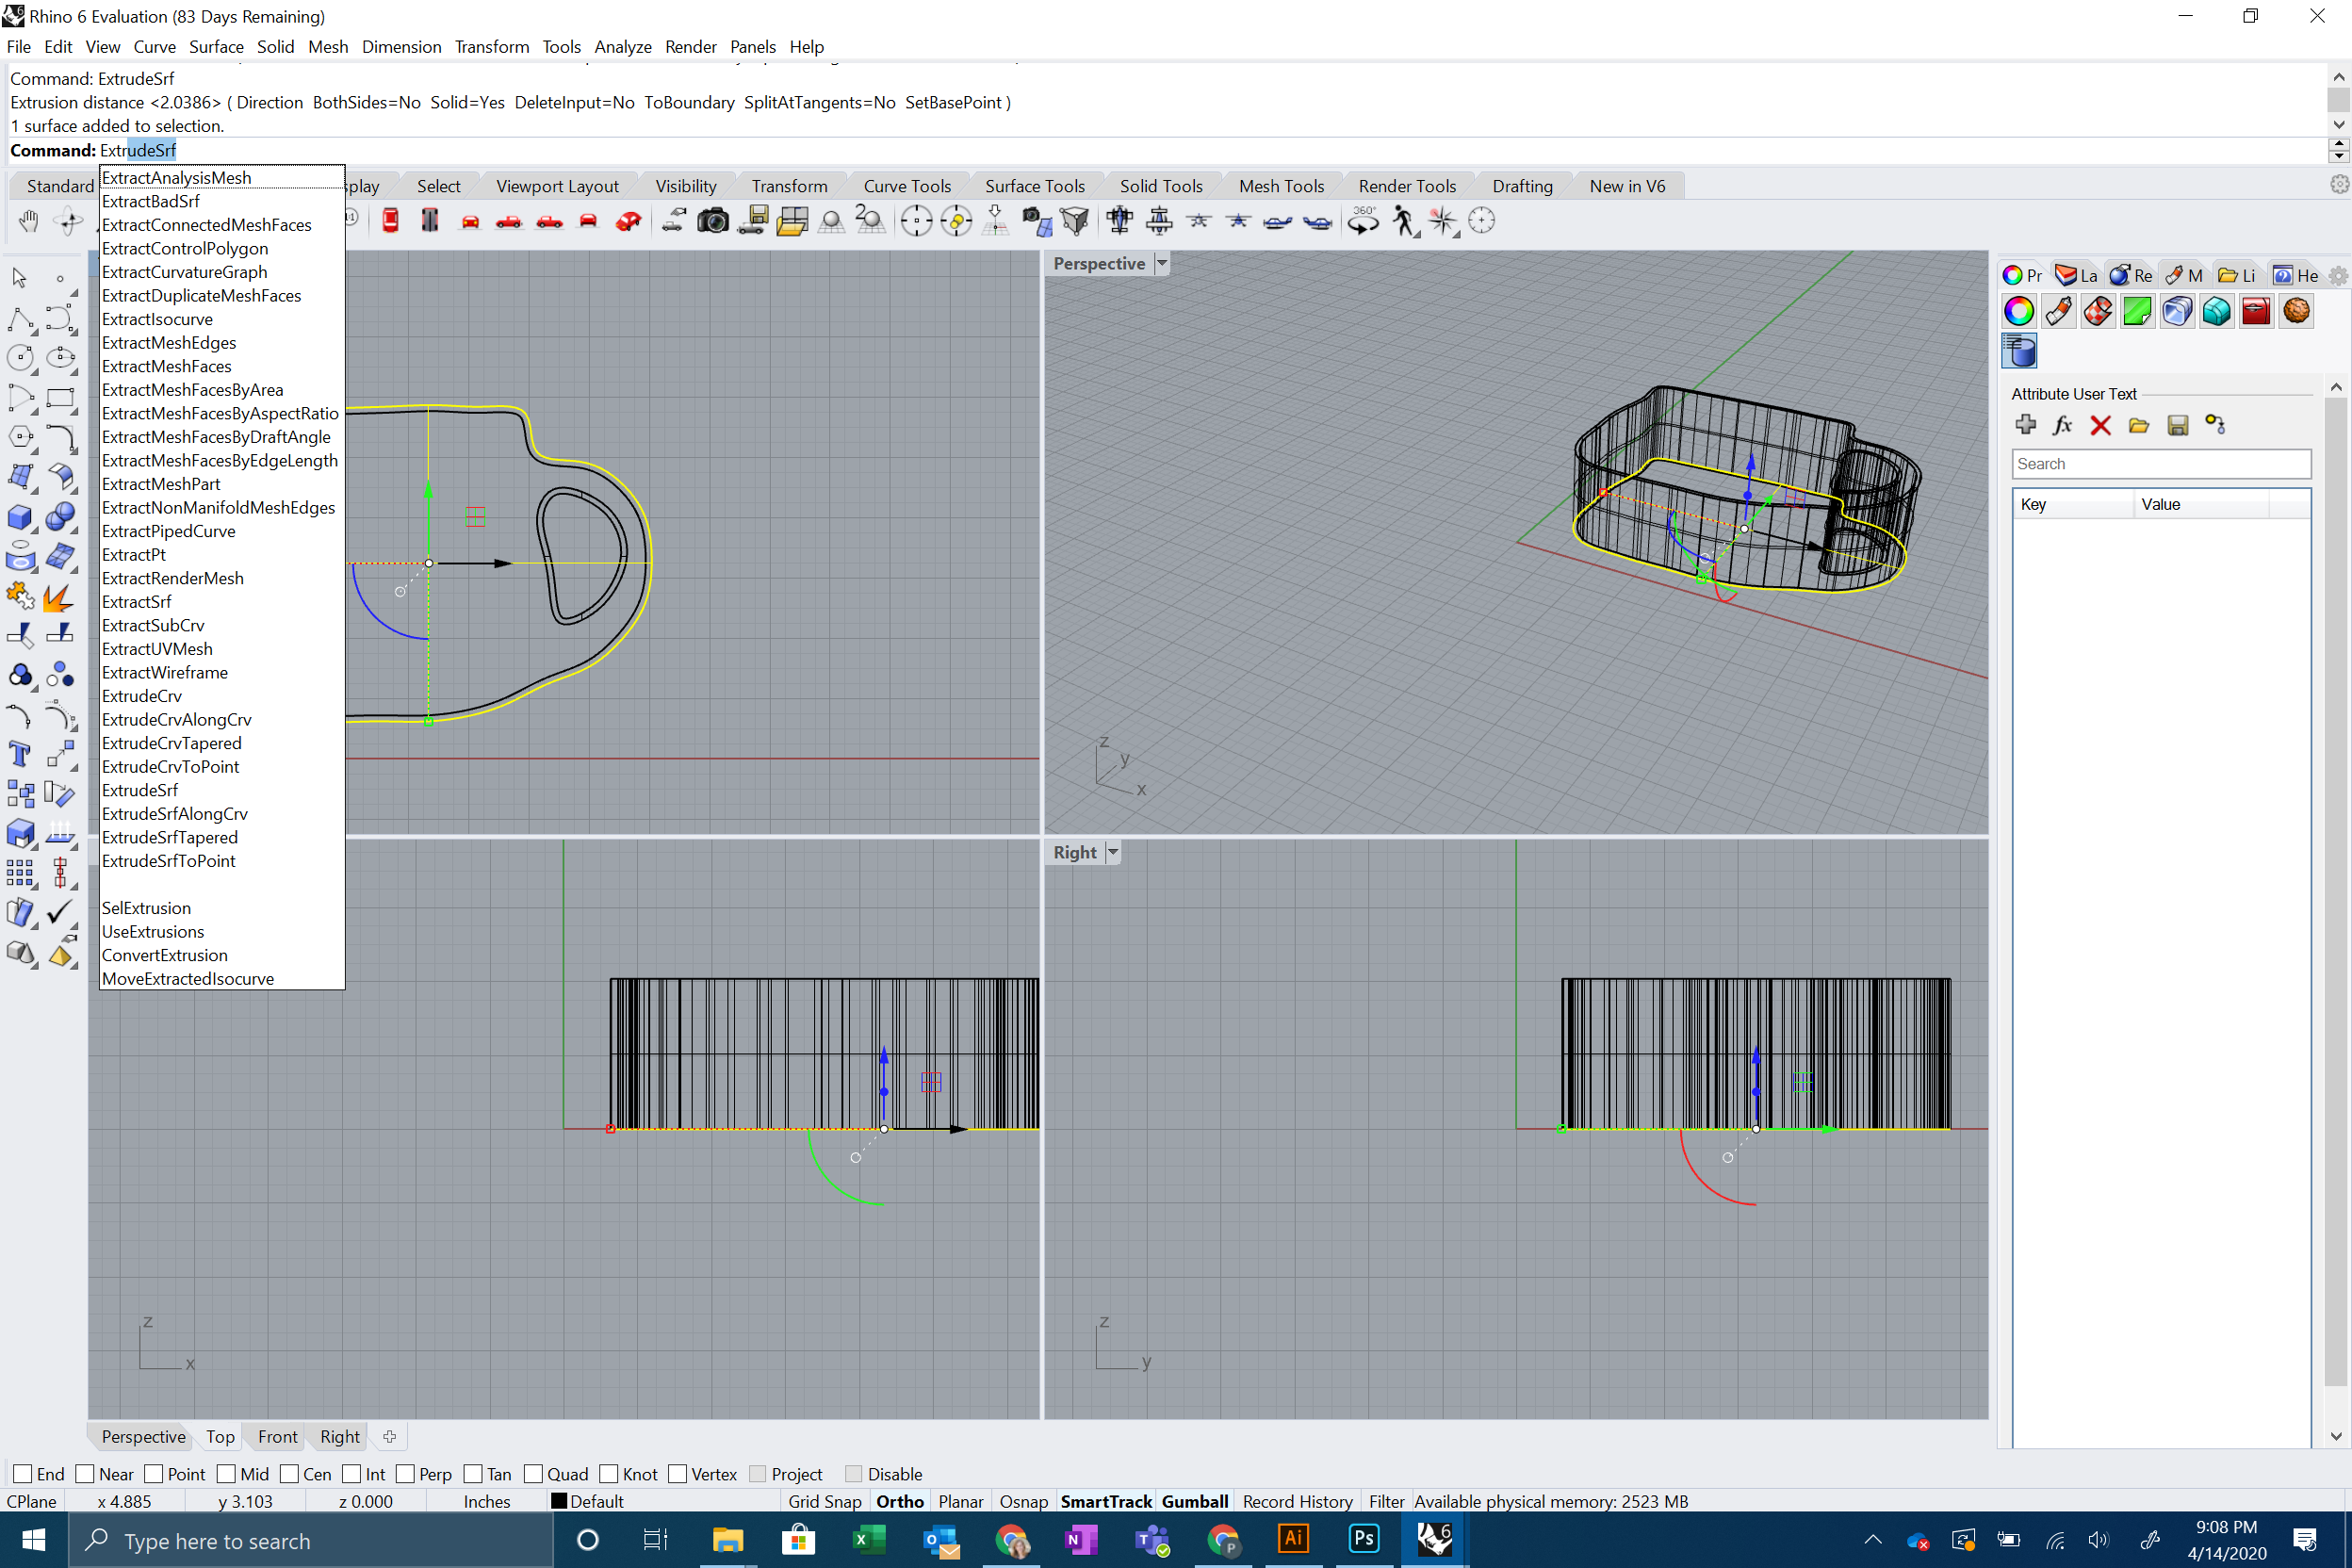 Rhino 6 Evaluation (83 Days Remaining)
File Edit View Curve Surface Solid Mesh Dimension Transform Tools Analyze Render Panels Help
Command: ExtrudeSrf
Extrusion distance <2.0386> ( Direction BothSides=No Solid=Yes DeleteInput=No ToBoundary SplitAtTangents=No SetBasePoint )
1 surface added to selection.
Command: ExtrudeSrf
Standard splay Select Viewport Layout Visibility Transform Curve Tools Surface Tools Solid Tools Mesh Tools Render Tools Drafting New in V6
ExtractAnalysisMesh
ExtractBadSrf
ExtractConnectedMeshFaces
ExtractControlPolygon
ExtractCurvatureGraph
ExtractDuplicateMeshFaces
ExtractIsocurve
ExtractMeshEdges
ExtractMeshFaces
ExtractMeshFacesByArea
ExtractMeshFacesByAspectRatio
ExtractMeshFacesByDraftAngle
ExtractMeshFacesByEdgeLength
ExtractMeshPart
ExtractNonManifoldMeshEdges
ExtractPipedCurve
ExtractPt
ExtractRenderMesh
ExtractSrf
ExtractSubCrv
ExtractUVMesh
ExtractWireframe
ExtrudeCrv
ExtrudeCrvAlongCrv
ExtrudeCrvTapered
ExtrudeCrvToPoint
ExtrudeSrf
ExtrudeSrfAlongCrv
ExtrudeSrfTapered
ExtrudeSrfToPoint
SelExtrusion
UseExtrusions
ConvertExtrusion
MoveExtractedIsocurve
2
360°
Perspective
z
y
x
Right
z
x
z
y
Pr La Re M Li He
Attribute User Text
fx
Search
Key Value
Perspective Top Front Right
End Near Point Mid Cen Int Perp Tan Quad Knot Vertex Project Disable
CPlane x 4.885 y 3.103 z 0.000 Inches Default Grid Snap Ortho Planar Osnap SmartTrack Gumball Record History Filter Available physical memory: 2523 MB
Type here to search
Ai
Ps
6
9:08 PM
4/14/2020